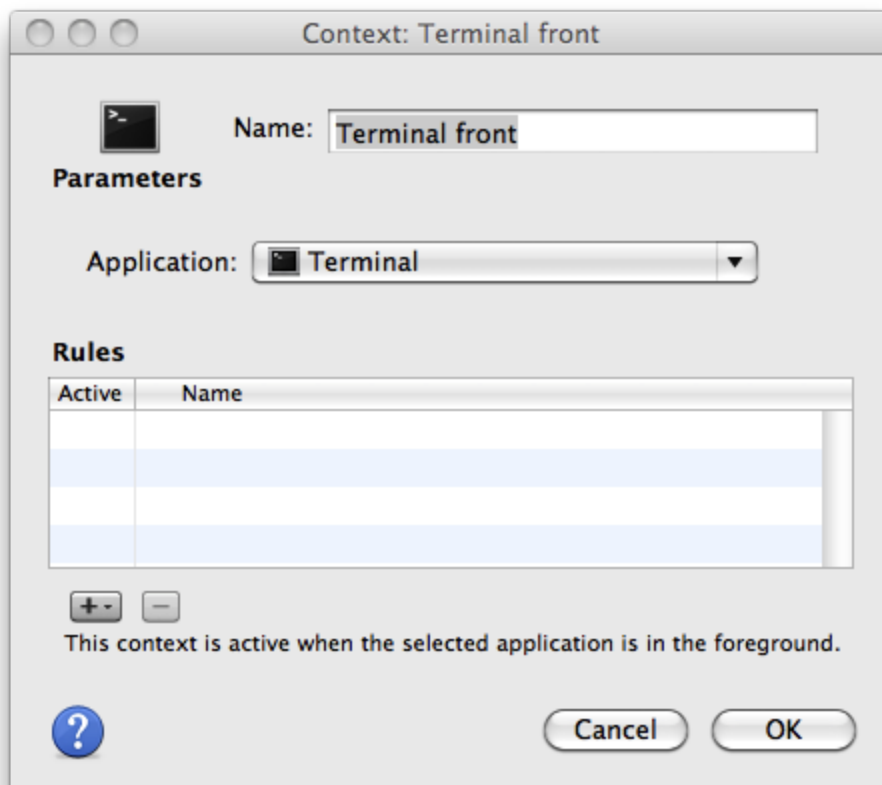 Context: Terminal front
Name: Terminal front
Parameters
Application: Terminal
Rules
Active Name
This context is active when the selected application is in the foreground.
Cancel OK